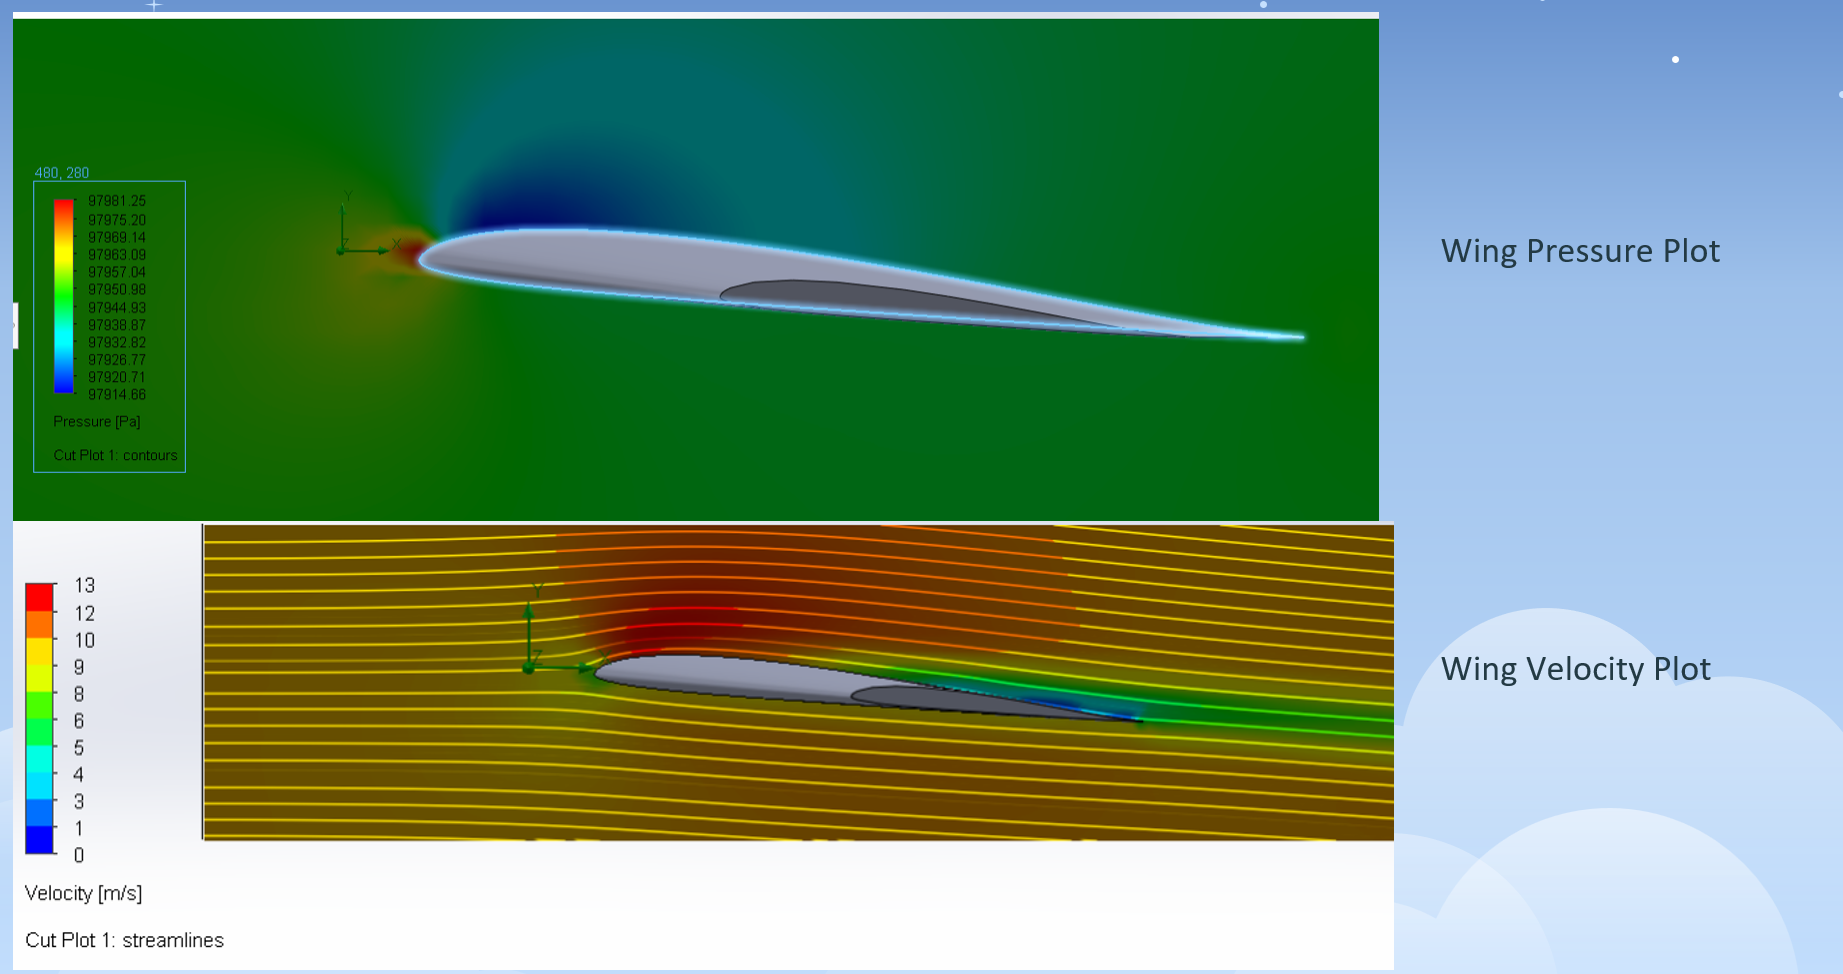 480, 280
97981.25
97975.20
97969.14
97963.09
97957.04
97950.98
97944.93
97938.87
97932.82
97926.77
97920.71
97914.66
Pressure [Pa]
Cut Plot 1: contours
Y
Z
X
Wing Pressure Plot
13
12
10
9
8
6
5
4
3
1
0
Velocity [m/s]
Cut Plot 1: streamlines
Y
Z
Wing Velocity Plot